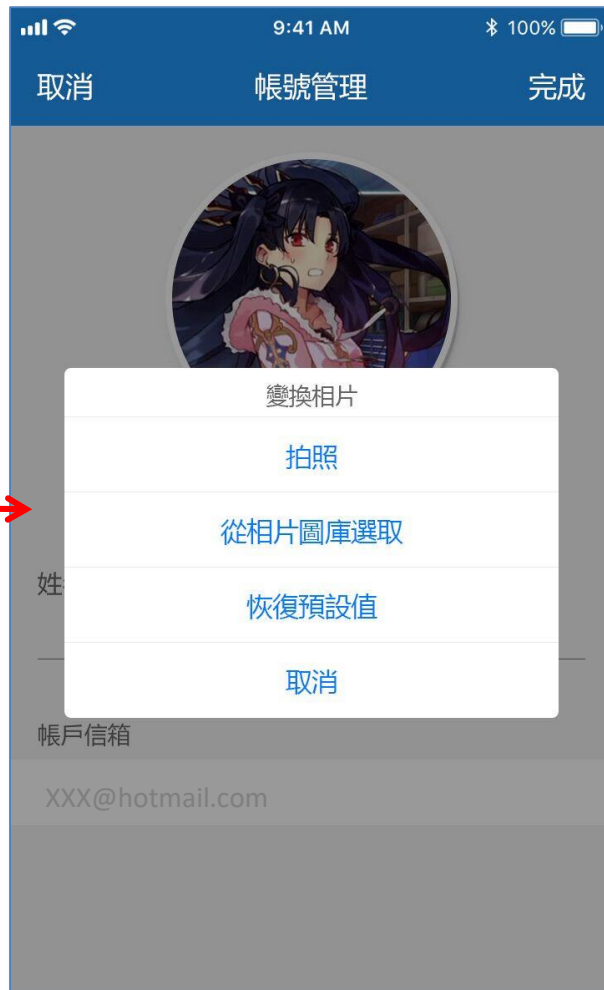 9:41 AM
100%
取消
帳號管理
完成
變換相片
拍照
從相片圖庫選取
姓
恢復預設值
取消
帳戶信箱
XXX@hotmail.com